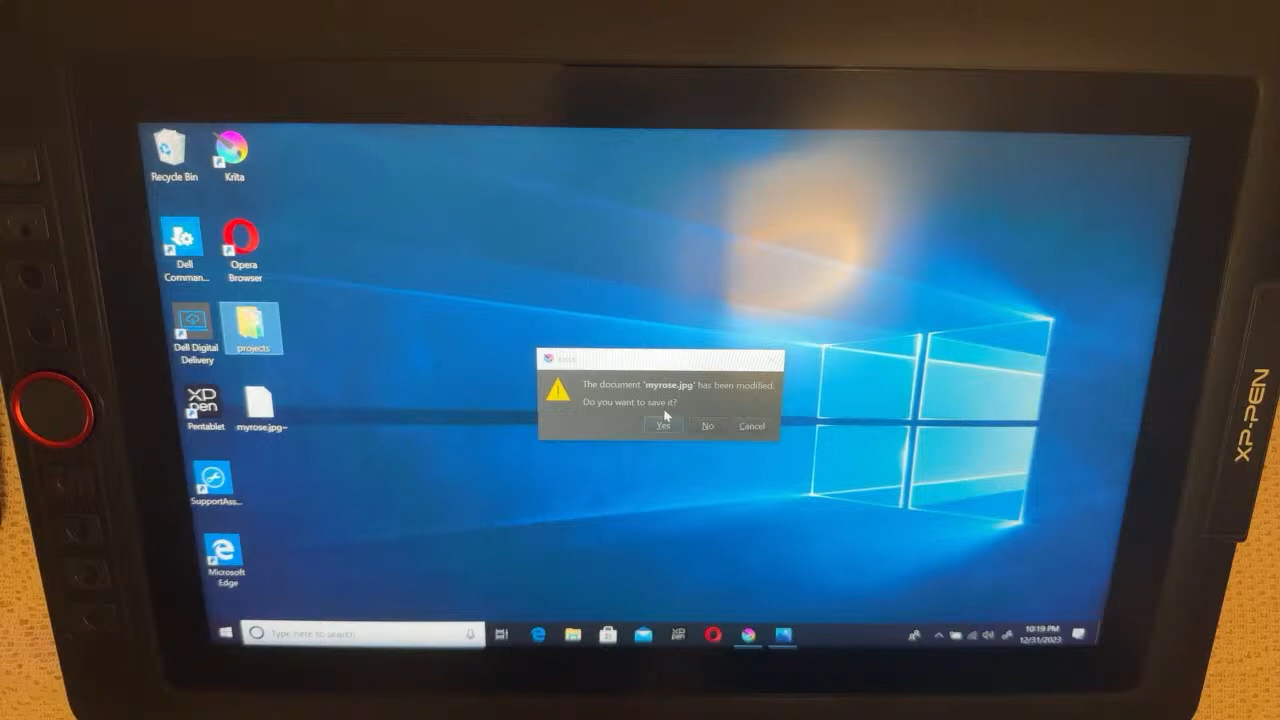 Recycle Bin
Krita
Dell
Comman...
Opera
Browser
Dell Digital
Delivery
projects
XP
pen
Pentablet
myrose.jpg~
SupportAss...
Microsoft
Edge
The document 'myrose.jpg' has been modified.
Do you want to save it?
Yes
No
Cancel
Type here to search
XP
pen
10:19 PM
12/31/2023
XP-PEN